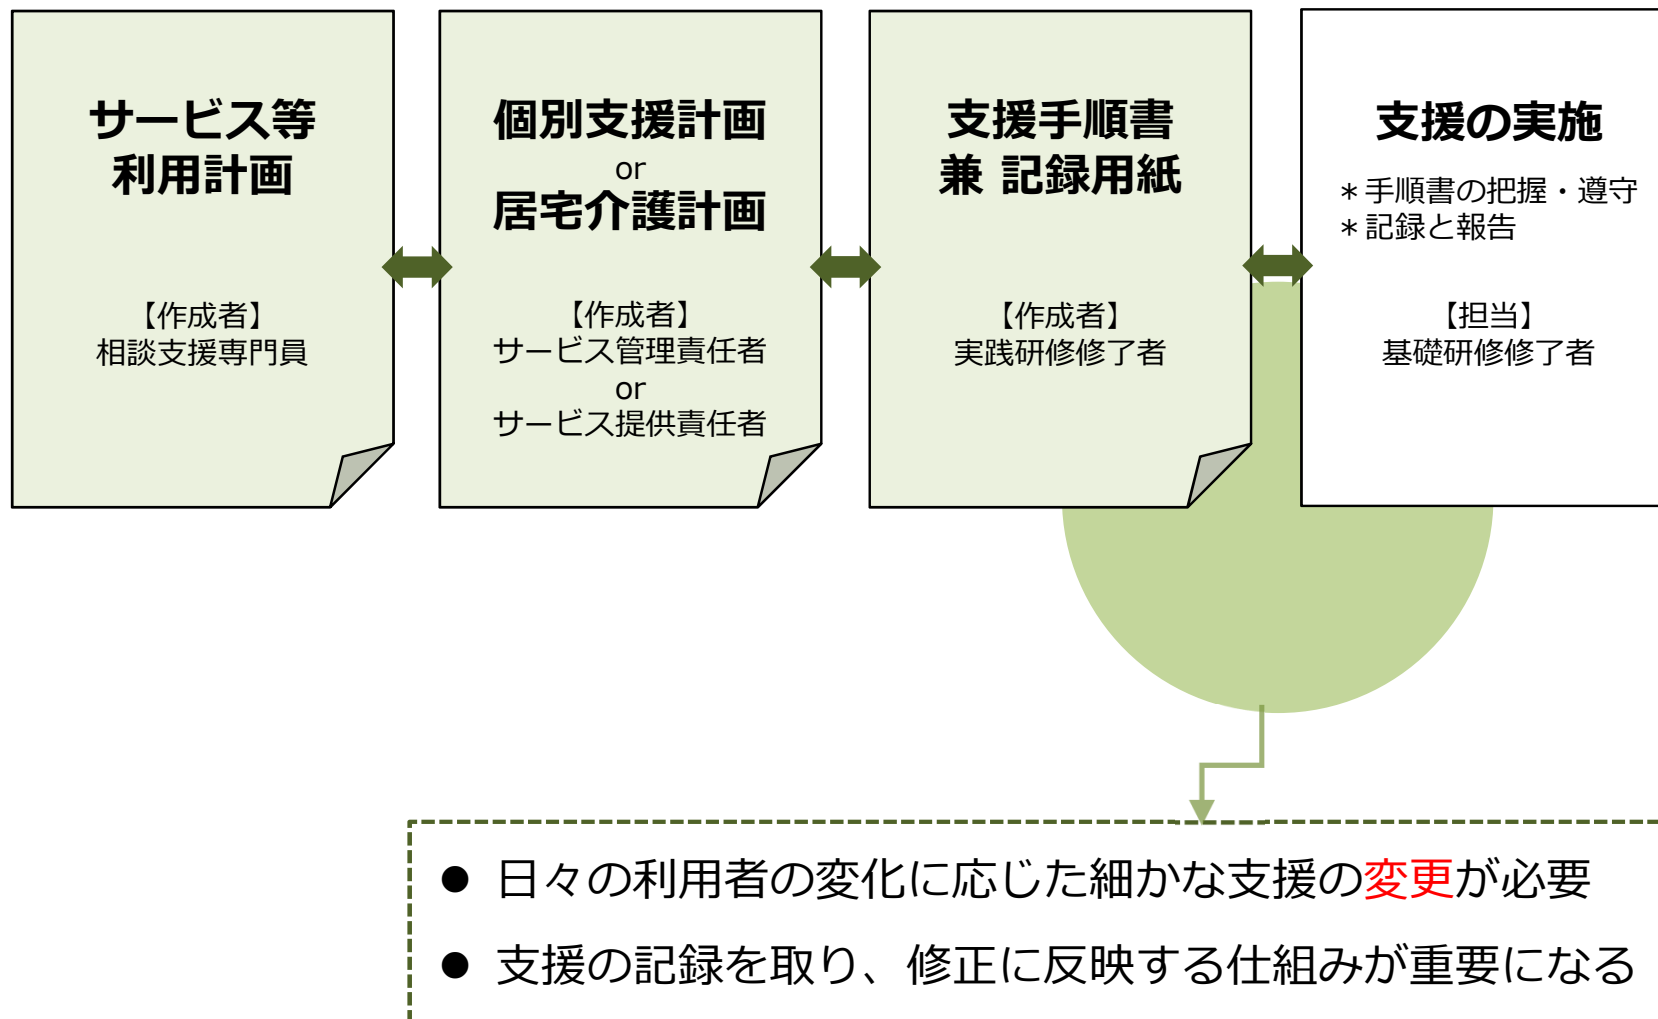 サービス等
利用計画
【作成者】
相談支援専門員
個別支援計画
or
居宅介護計画
【作成者】
サービス管理責任者
or
サービス提供責任者
支援手順書
兼 記録用紙
【作成者】
実践研修修了者
支援の実施
＊手順書の把握・遵守
＊記録と報告
【担当】
基礎研修修了者
● 日々の利用者の変化に応じた細かな支援の変更が必要
● 支援の記録を取り、修正に反映する仕組みが重要になる